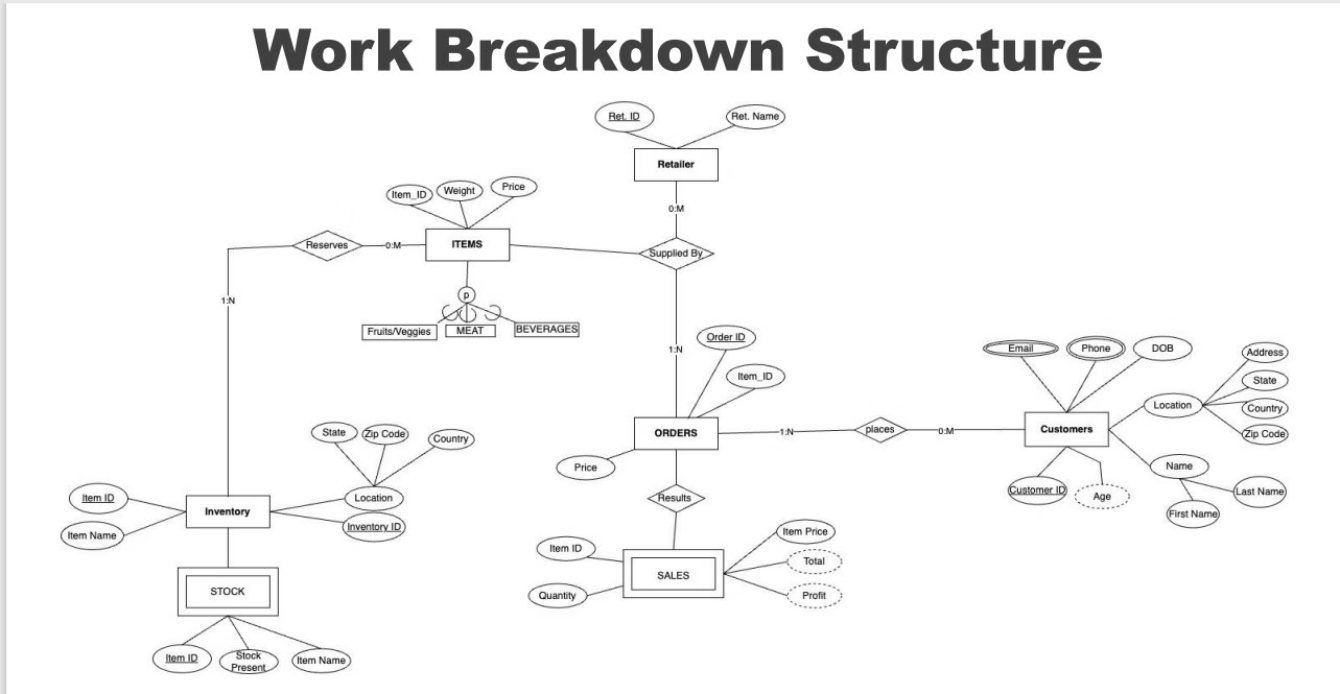 Work Breakdown Structure
Ret. ID
Ret. Name
Retailer
0:M
Item_ID
Weight
Price
Reserves
0:M
ITEMS
Supplied By
p
Fruits/Veggies
MEAT
BEVERAGES
1:N
1:N
Order ID
Item_ID
ORDERS
Price
1:N
places
0:M
Email
Phone
DOB
Customers
Location
Address
State
Country
Zip Code
Name
Last Name
First Name
Customer ID
Age
State
Zip Code
Country
Location
Item ID
Inventory
Item Name
Inventory ID
Results
Item ID
Item Price
SALES
Total
Quantity
Profit
STOCK
Item ID
Stock
Present
Item Name